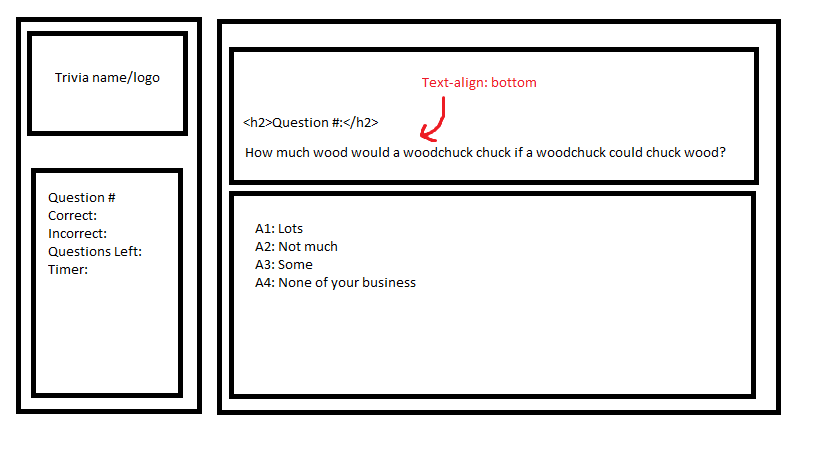 Trivia name/logo
Question #
Correct:
Incorrect:
Questions Left:
Timer:
Text-align: bottom
<h2>Question #:</h2>
How much wood would a woodchuck chuck if a woodchuck could chuck wood?
A1: Lots
A2: Not much
A3: Some
A4: None of your business